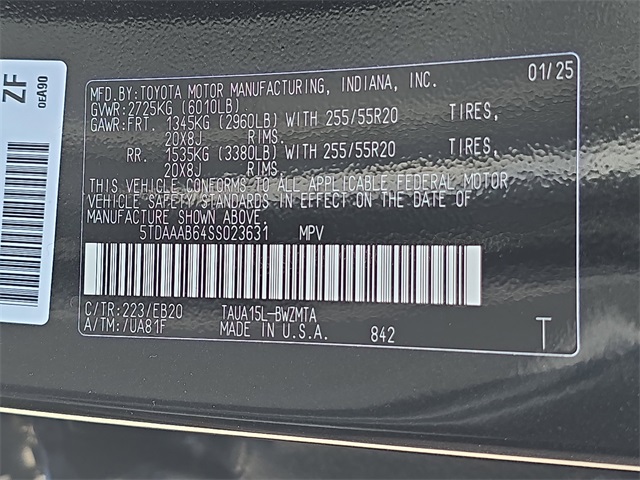 ZF
0EA90
MFD.BY:TOYOTA MOTOR MANUFACTURING, INDIANA, INC. 01/25
GVWR:2725KG (6010LB)
GAWR:FRT. 1345KG (2960LB) WITH 255/55R20 TIRES,
20X8J RIMS.
RR. 1535KG (3380LB) WITH 255/55R20 TIRES,
20X8J RIMS
THIS VEHICLE CONFORMS TO ALL APPLICABLE FEDERAL MOTOR
VEHICLE SAFETY STANDARDS IN EFFECT ON THE DATE OF
MANUFACTURE SHOWN ABOVE.
5TDAAAB64SS023631 MPV
C/TR:223/EB20 TAUA15L-BWZMTA
A/TM:/UA81F MADE IN U.S.A. 842 T